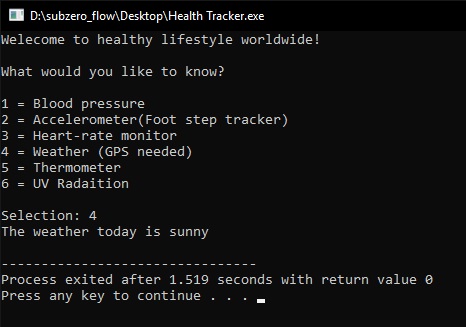 D:\subzero_flow\Desktop\Health Tracker.exe
Welecome to healthy lifestyle worldwide!
What would you like to know?
1 = Blood pressure
2 = Accelerometer(Foot step tracker)
3 = Heart-rate monitor
4 = Weather (GPS needed)
5 = Thermometer
6 = UV Radaition
Selection: 4
The weather today is sunny
--------------------------------
Process exited after 1.519 seconds with return value 0
Press any key to continue . . .